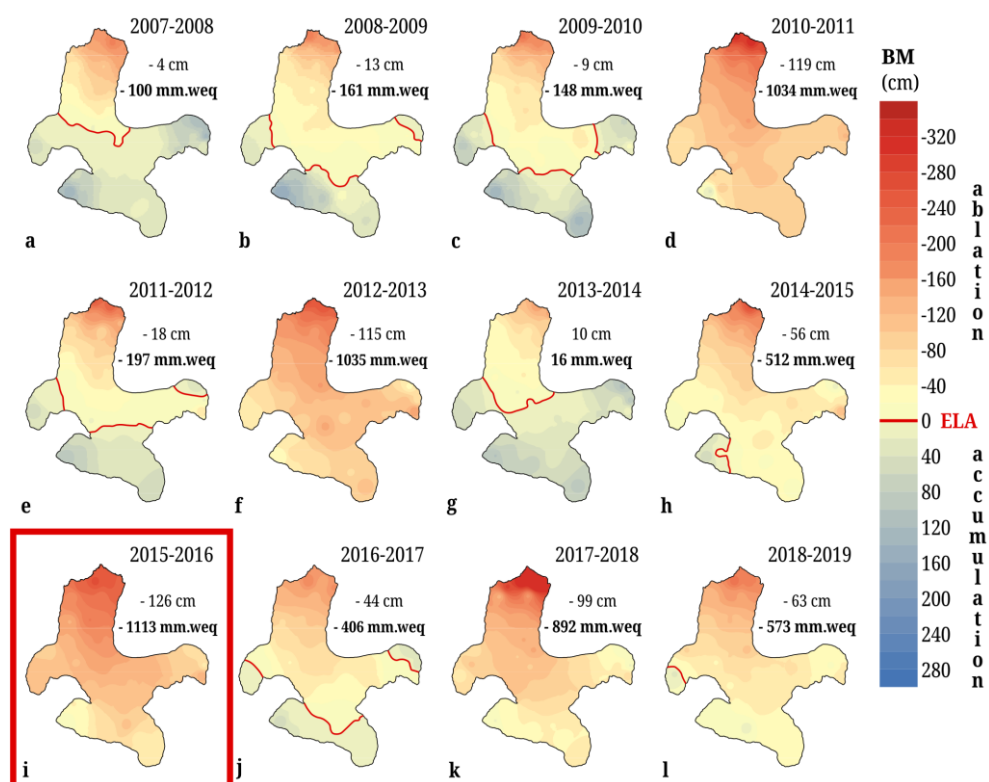 2007-2008
- 4 cm
- 100 mm.weq
a
2008-2009
- 13 cm
- 161 mm.weq
b
2009-2010
- 9 cm
- 148 mm.weq
c
2010-2011
- 119 cm
- 1034 mm.weq
d
2011-2012
- 18 cm
- 197 mm.weq
e
2012-2013
- 115 cm
- 1035 mm.weq
f
2013-2014
10 cm
16 mm.weq
g
2014-2015
- 56 cm
- 512 mm.weq
h
2015-2016
- 126 cm
- 1113 mm.weq
i
2016-2017
- 44 cm
- 406 mm.weq
j
2017-2018
- 99 cm
- 892 mm.weq
k
2018-2019
- 63 cm
- 573 mm.weq
l
BM
(cm)
-320
-280
-240
-200
-160
-120
-80
-40
0 ELA
40
80
120
160
200
240
280
ablation
accumulation